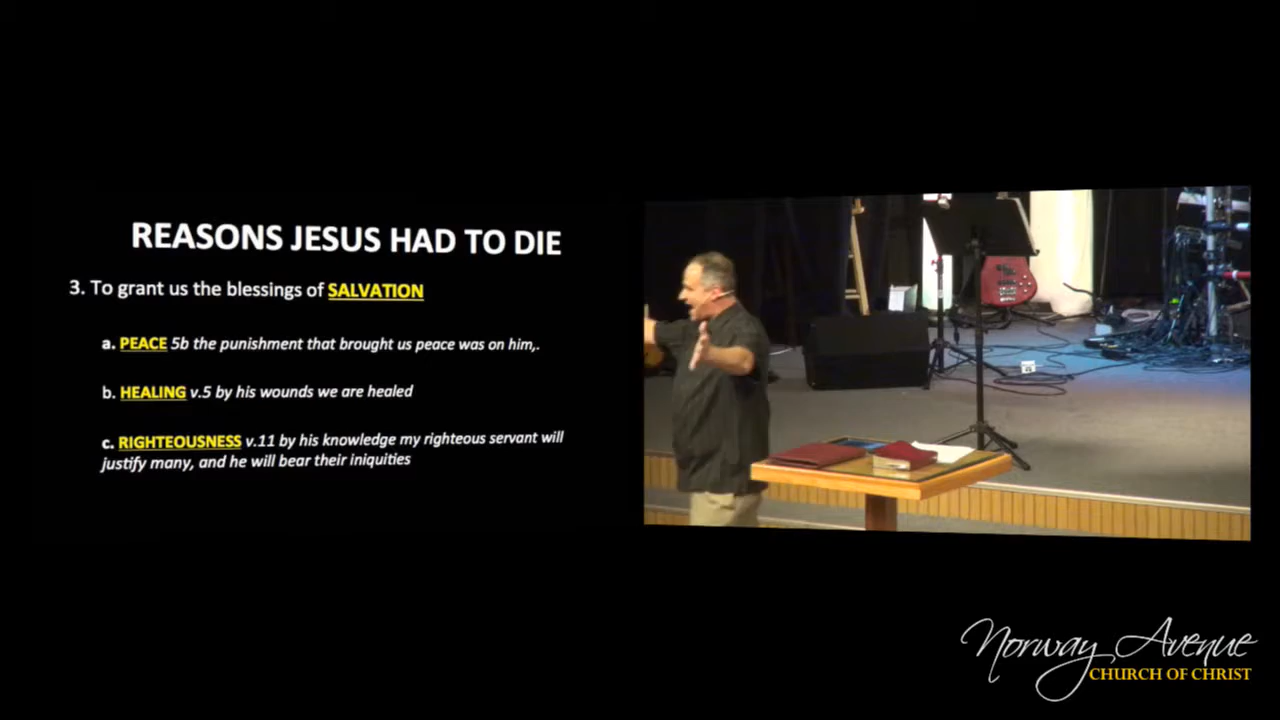 REASONS JESUS HAD TO DIE
3. To grant us the blessings of SALVATION
a. PEACE 5b the punishment that brought us peace was on him,.
b. HEALING v.5 by his wounds we are healed
c. RIGHTEOUSNESS v.11 by his knowledge my righteous servant will
justify many, and he will bear their iniquities
Norway Avenue
CHURCH OF CHRIST